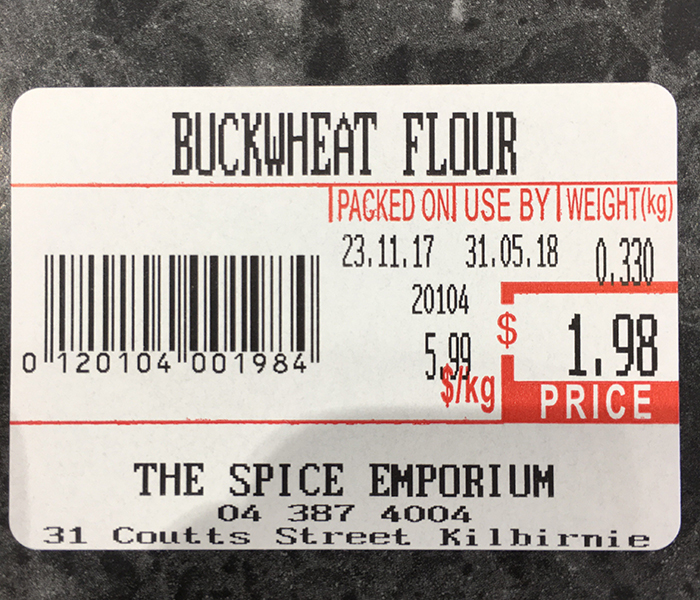 BUCKWHEAT FLOUR
PACKED ON USE BY WEIGHT(kg)
23.11.17 31.05.18 0.330
20104
5.99 $/kg
$ 1.98
PRICE
0 120104 001984
THE SPICE EMPORIUM
04 387 4004
31 Coutts Street Kilbirnie